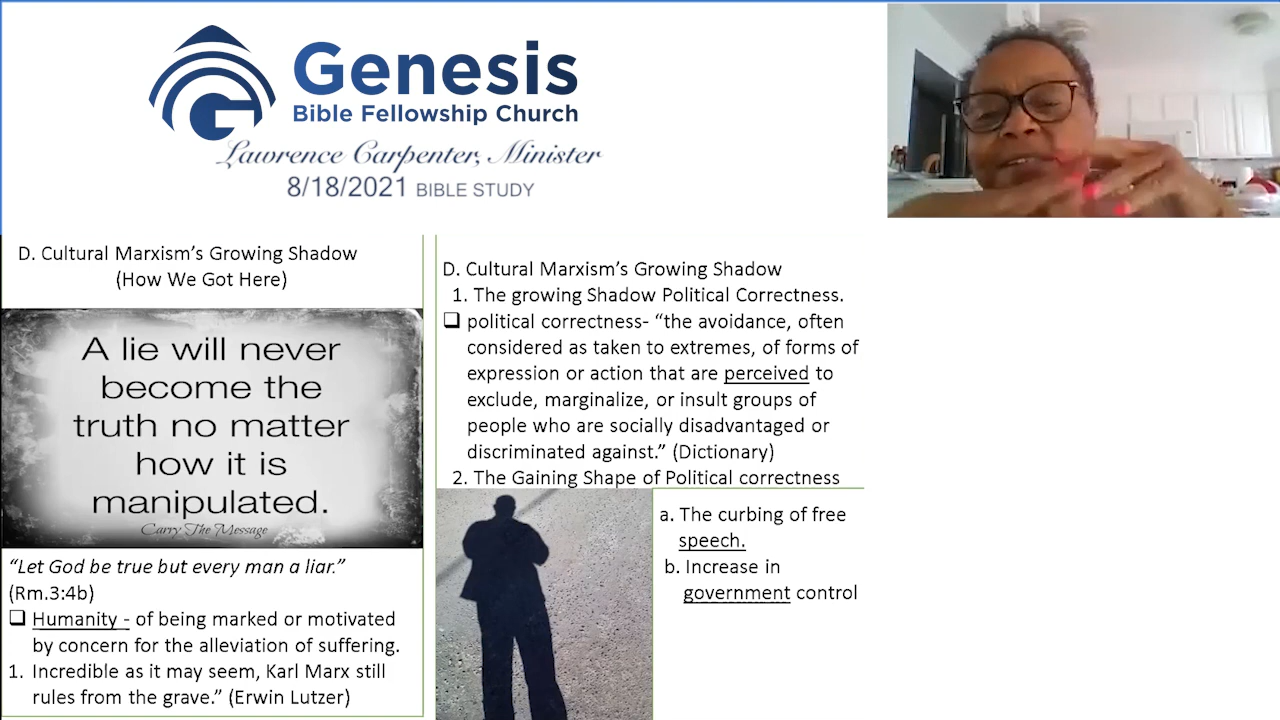 Genesis
Bible Fellowship Church
Lawrence Carpenter, Minister
8/18/2021 BIBLE STUDY
D. Cultural Marxism’s Growing Shadow
(How We Got Here)
A lie will never
become the
truth no matter
how it is
manipulated.
Carry The Message
“Let God be true but every man a liar.”
(Rm.3:4b)
❑ Humanity - of being marked or motivated
by concern for the alleviation of suffering.
1. Incredible as it may seem, Karl Marx still
rules from the grave.” (Erwin Lutzer)
D. Cultural Marxism’s Growing Shadow
1. The growing Shadow Political Correctness.
❑ political correctness- “the avoidance, often
considered as taken to extremes, of forms of
expression or action that are perceived to
exclude, marginalize, or insult groups of
people who are socially disadvantaged or
discriminated against.” (Dictionary)
2. The Gaining Shape of Political correctness
a. The curbing of free
speech.
b. Increase in
government control